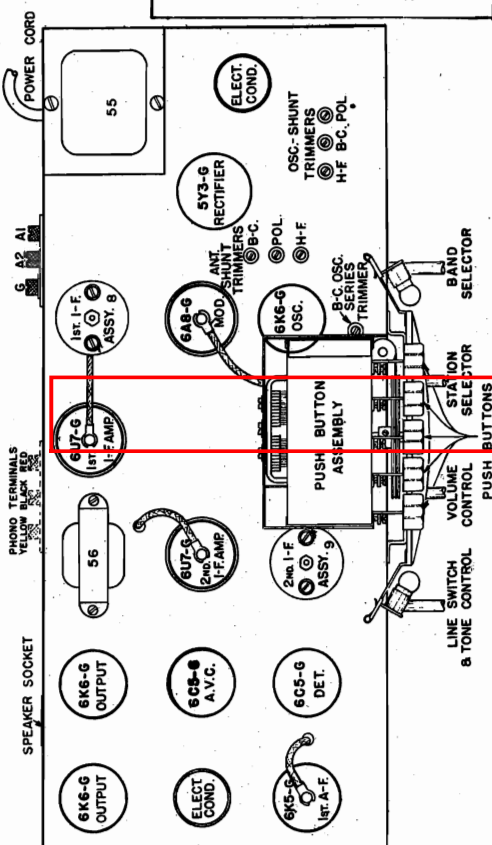 POWER CORD
55
ELECT.
COND.
OSC.-SHUNT
TRIMMERS
H-F. B-C. POL.
5Y3-G
RECTIFIER
G A2 A1
ANT.
SHUNT
TRIMMERS
B-C.
POL.
H-F.
1ST. I-F.
ASSY. 8
6A8-G
MOD.
6K6-G
OSC.
B-C. OSC.
SERIES
TRIMMER
BAND
SELECTOR
6U7-G
1ST.
I-F. AMP.
PUSH BUTTON
ASSEMBLY
STATION
SELECTOR
PUSH BUTTONS
PHONO TERMINALS
YELLOW BLACK RED
56
6U7-G
2ND.
I-F. AMP.
2ND. I-F.
ASSY. 9
VOLUME
CONTROL
LINE SWITCH
& TONE CONTROL
SPEAKER SOCKET
6K6-G
OUTPUT
6C5-G
A.V.C.
6C5-G
DET.
6K6-G
OUTPUT
ELECT.
COND.
6K5-G
1ST. A-F.